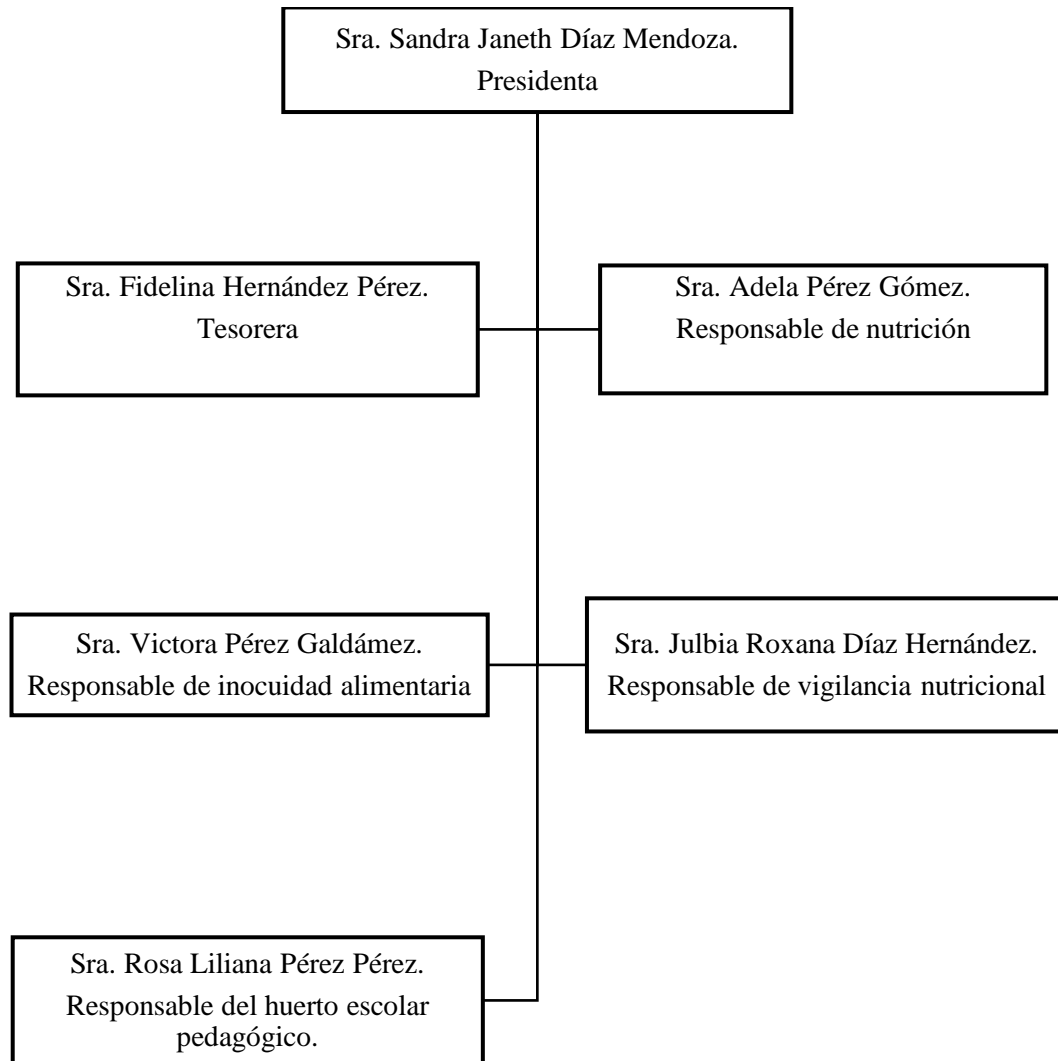 Sra. Sandra Janeth Díaz Mendoza.
Presidenta
Sra. Fidelina Hernández Pérez.
Tesorera
Sra. Adela Pérez Gómez.
Responsable de nutrición
Sra. Victora Pérez Galdámez.
Responsable de inocuidad alimentaria
Sra. Julbia Roxana Díaz Hernández.
Responsable de vigilancia nutricional
Sra. Rosa Liliana Pérez Pérez.
Responsable del huerto escolar
pedagógico.